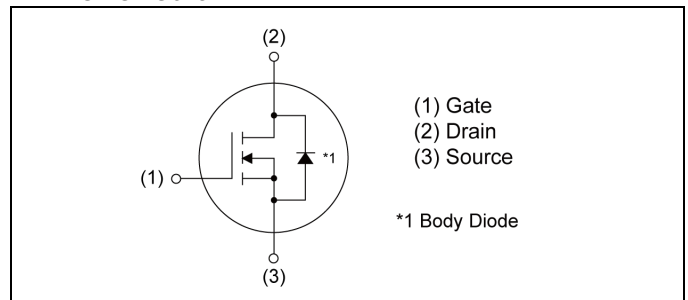 (2)
(1) Gate
(2) Drain
(3) Source
*1
(1)
*1 Body Diode
(3)